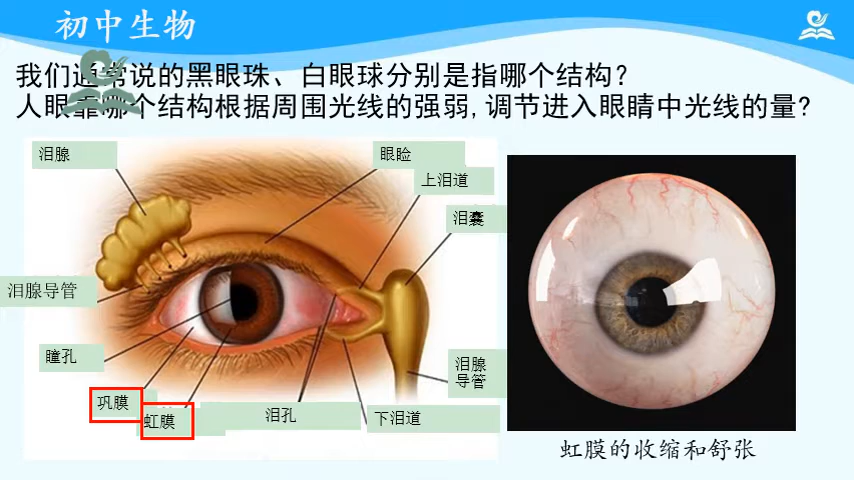 初中生物
我们通常说的黑眼珠、白眼球分别是指哪个结构？
人眼靠哪个结构根据周围光线的强弱,调节进入眼睛中光线的量?
泪腺
眼睑
上泪道
泪囊
泪腺导管
瞳孔
泪腺
导管
巩膜
虹膜
泪孔
下泪道
虹膜的收缩和舒张